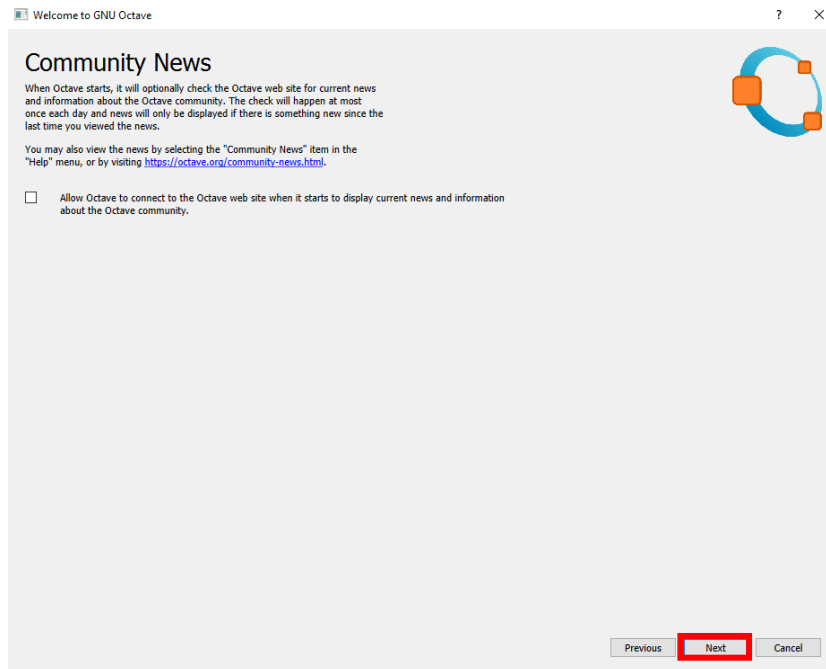 Welcome to GNU Octave
?
Community News
When Octave starts, it will optionally check the Octave web site for current news
and information about the Octave community. The check will happen at most
once each day and news will only be displayed if there is something new since the
last time you viewed the news.
You may also view the news by selecting the "Community News" item in the
"Help" menu, or by visiting https://octave.org/community-news.html.
Allow Octave to connect to the Octave web site when it starts to display current news and information
about the Octave community.
Previous Next Cancel